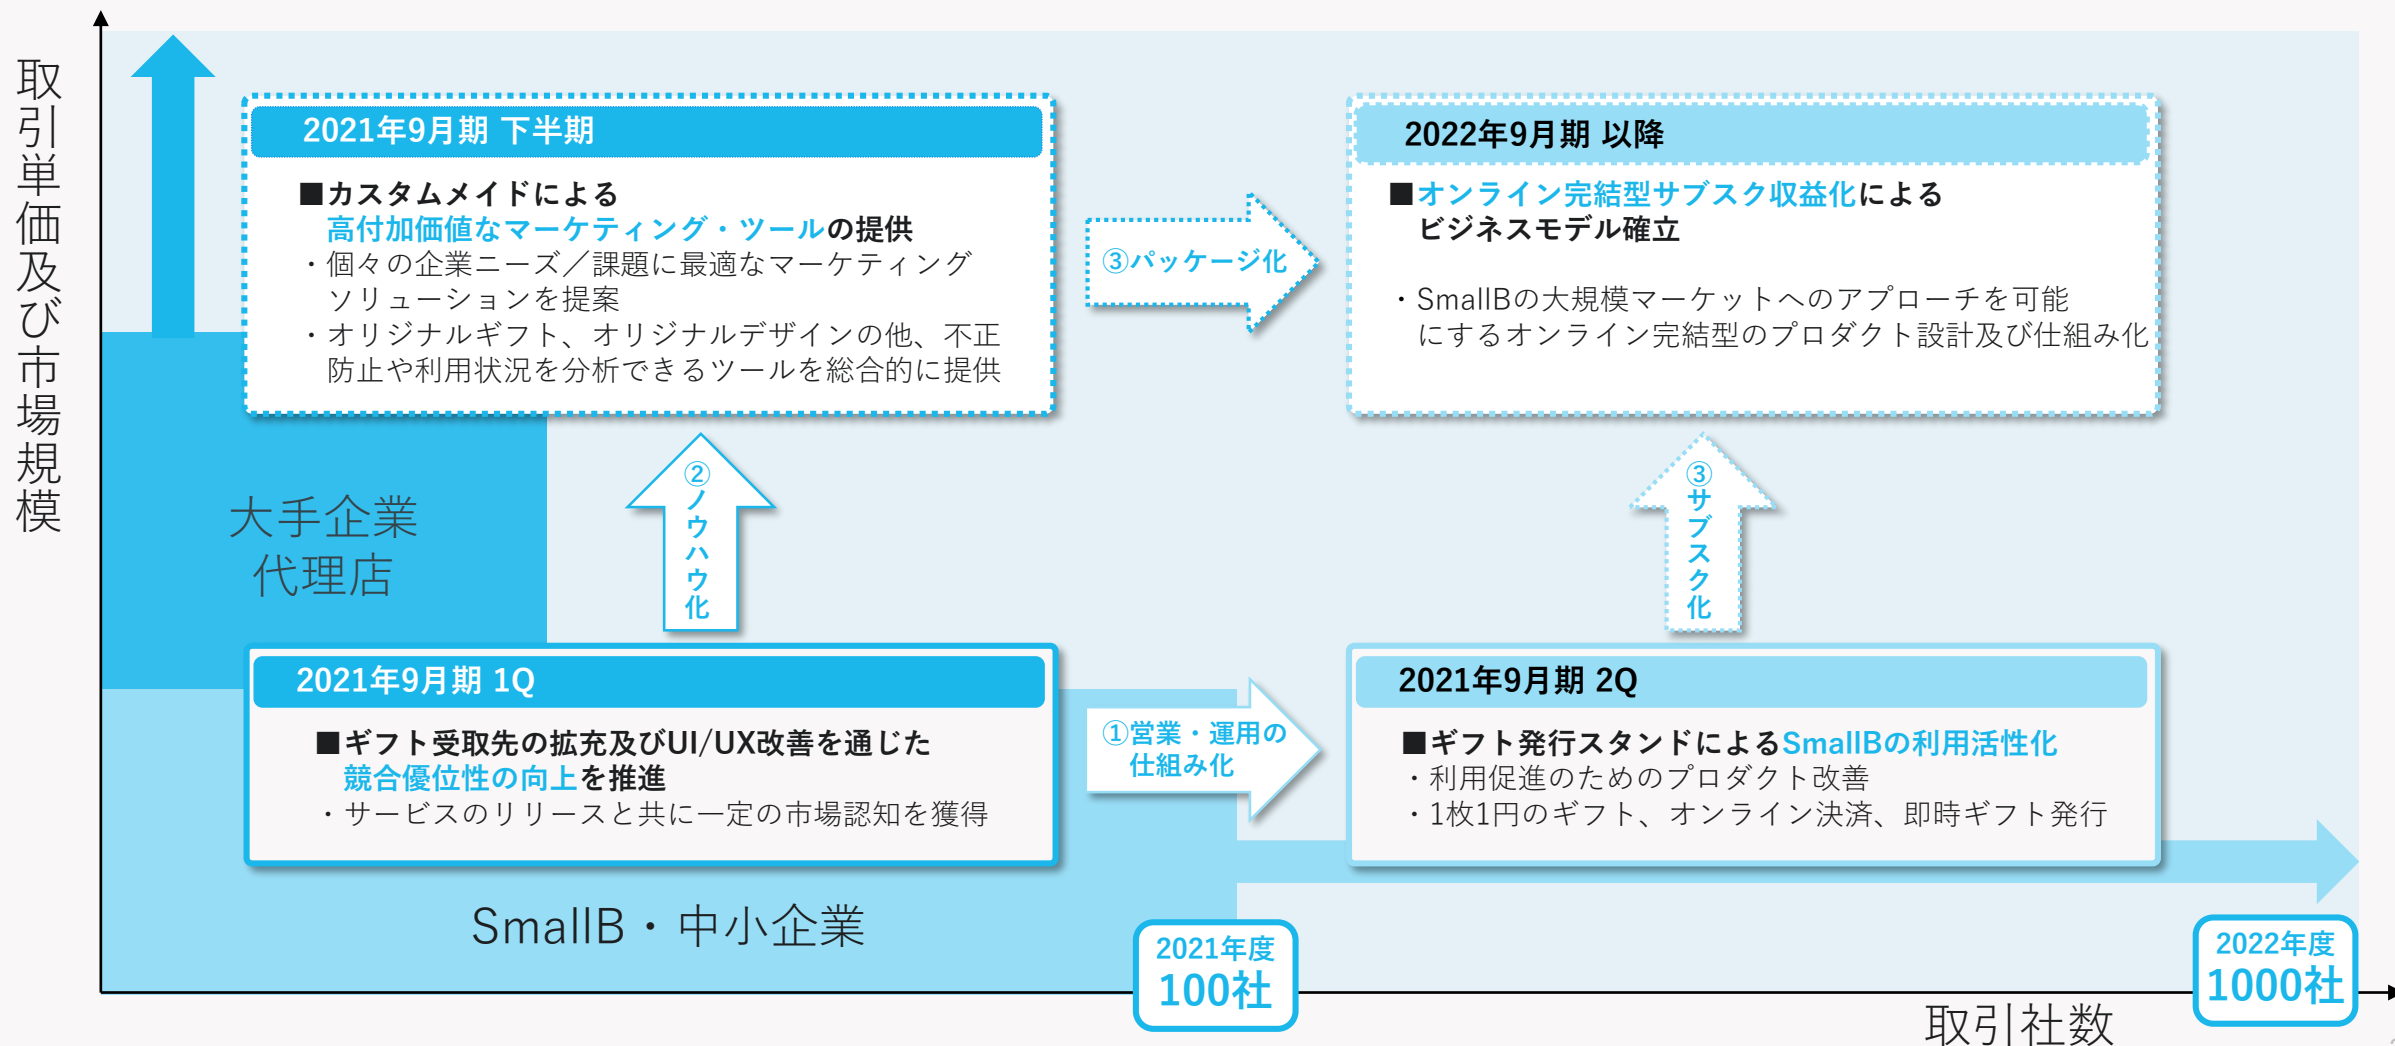 取引単価及び市場規模
2021年9月期 下半期
■カスタムメイドによる
高付加価値なマーケティング・ツールの提供
・個々の企業ニーズ／課題に最適なマーケティング
ソリューションを提案
・オリジナルギフト、オリジナルデザインの他、不正
防止や利用状況を分析できるツールを総合的に提供
③パッケージ化
2022年9月期 以降
■オンライン完結型サブスク収益化による
ビジネスモデル確立
・SmallBの大規模マーケットへのアプローチを可能
にするオンライン完結型のプロダクト設計及び仕組み化
大手企業
代理店
②ノウハウ化
③サブスク化
2021年9月期 1Q
■ギフト受取先の拡充及びUI/UX改善を通じた
競合優位性の向上を推進
・サービスのリリースと共に一定の市場認知を獲得
①営業・運用の
仕組み化
2021年9月期 2Q
■ギフト発行スタンドによるSmallBの利用活性化
・利用促進のためのプロダクト改善
・1枚1円のギフト、オンライン決済、即時ギフト発行
SmallB・中小企業
2021年度
100社
2022年度
1000社
取引社数